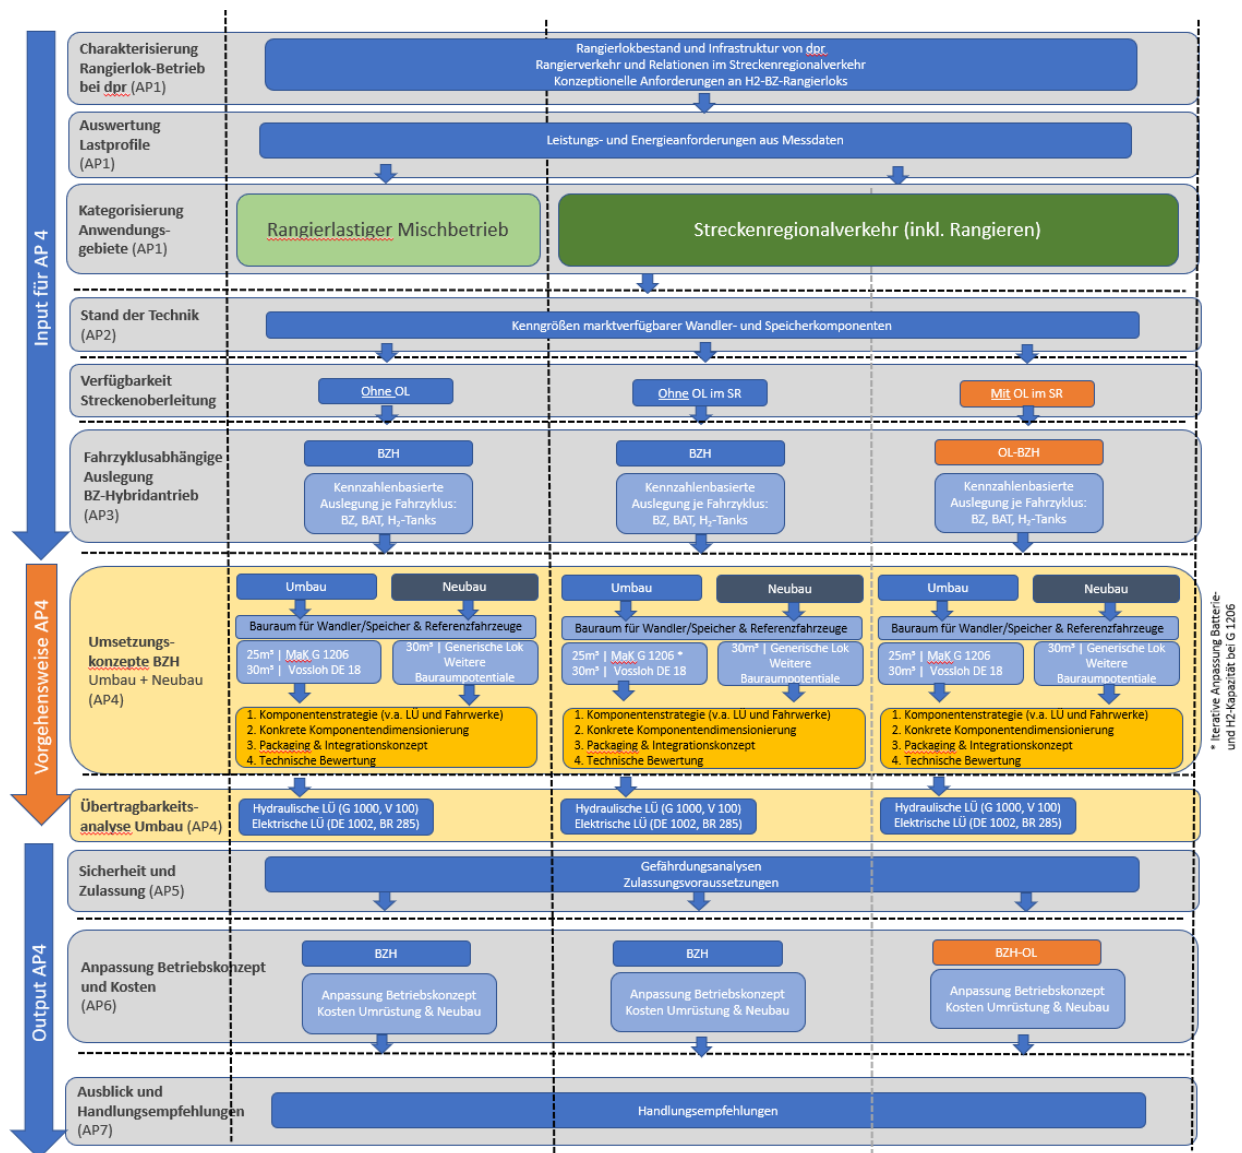 Input für AP 4
Vorgehensweise AP4
Output AP4
Charakterisierung
Rangierlok-Betrieb
bei dpr (AP1)
Rangierlokbestand und Infrastruktur von dpr
Rangierverkehr und Relationen im Streckenregionalverkehr
Konzeptionelle Anforderungen an H2-BZ-Rangierloks
Auswertung
Lastprofile
(AP1)
Leistungs- und Energieanforderungen aus Messdaten
Kategorisierung
Anwendungs-
gebiete (AP1)
Rangierlastiger Mischbetrieb
Streckenregionalverkehr (inkl. Rangieren)
Stand der Technik
(AP2)
Kenngrößen marktverfügbarer Wandler- und Speicherkomponenten
Verfügbarkeit
Streckenoberleitung
Ohne OL
Ohne OL im SR
Mit OL im SR
Fahrzyklusabhängige
Auslegung
BZ-Hybridantrieb
(AP3)
BZH
Kennzahlenbasierte
Auslegung je Fahrzyklus:
BZ, BAT, H₂-Tanks
BZH
Kennzahlenbasierte
Auslegung je Fahrzyklus:
BZ, BAT, H₂-Tanks
OL-BZH
Kennzahlenbasierte
Auslegung je Fahrzyklus:
BZ, BAT, H₂-Tanks
Umsetzungs-
konzepte BZH
Umbau + Neubau
(AP4)
Umbau
Neubau
Bauraum für Wandler/Speicher & Referenzfahrzeuge
25m³ | MaK G 1206
30m³ | Vossloh DE 18
30m³ | Generische Lok
Weitere
Bauraumpotentiale
1. Komponentenstrategie (v.a. LÜ und Fahrwerke)
2. Konkrete Komponentendimensionierung
3. Packaging & Integrationskonzept
4. Technische Bewertung
Umbau
Neubau
Bauraum für Wandler/Speicher & Referenzfahrzeuge
25m³ | MaK G 1206 *
30m³ | Vossloh DE 18
30m³ | Generische Lok
Weitere
Bauraumpotentiale
1. Komponentenstrategie (v.a. LÜ und Fahrwerke)
2. Konkrete Komponentendimensionierung
3. Packaging & Integrationskonzept
4. Technische Bewertung
Umbau
Neubau
Bauraum für Wandler/Speicher & Referenzfahrzeuge
25m³ | MaK G 1206
30m³ | Vossloh DE 18
30m³ | Generische Lok
Weitere
Bauraumpotentiale
1. Komponentenstrategie (v.a. LÜ und Fahrwerke)
2. Konkrete Komponentendimensionierung
3. Packaging & Integrationskonzept
4. Technische Bewertung
* Iterative Anpassung Batterie-
und H2-Kapazität bei G 1206
Übertragbarkeits-
analyse Umbau (AP4)
Hydraulische LÜ (G 1000, V 100)
Elektrische LÜ (DE 1002, BR 285)
Hydraulische LÜ (G 1000, V 100)
Elektrische LÜ (DE 1002, BR 285)
Hydraulische LÜ (G 1000, V 100)
Elektrische LÜ (DE 1002, BR 285)
Sicherheit und
Zulassung (AP5)
Gefährdungsanalysen
Zulassungsvoraussetzungen
Anpassung Betriebskonzept
und Kosten
(AP6)
BZH
Anpassung Betriebskonzept
Kosten Umrüstung & Neubau
BZH
Anpassung Betriebskonzept
Kosten Umrüstung & Neubau
BZH-OL
Anpassung Betriebskonzept
Kosten Umrüstung & Neubau
Ausblick und
Handlungsempfehlungen
(AP7)
Handlungsempfehlungen